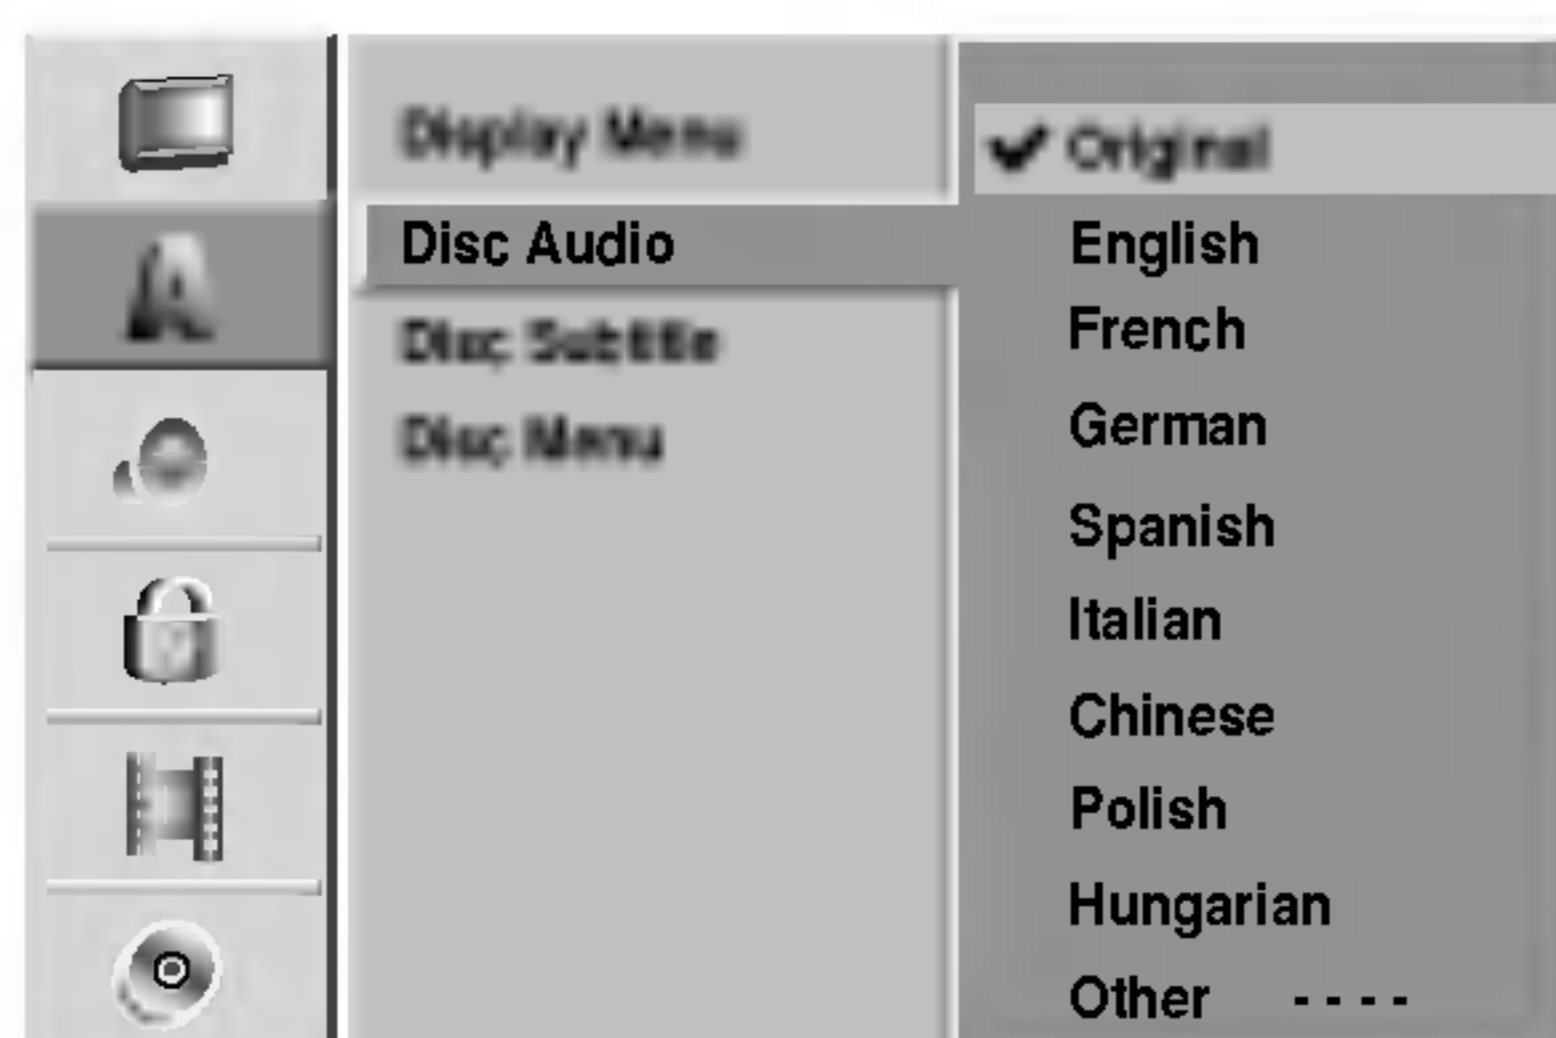 Display Menu
Disc Audio
Disc Subtitle
Disc Menu
Original
English
French
German
Spanish
Italian
Chinese
Polish
Hungarian
Other - - - -